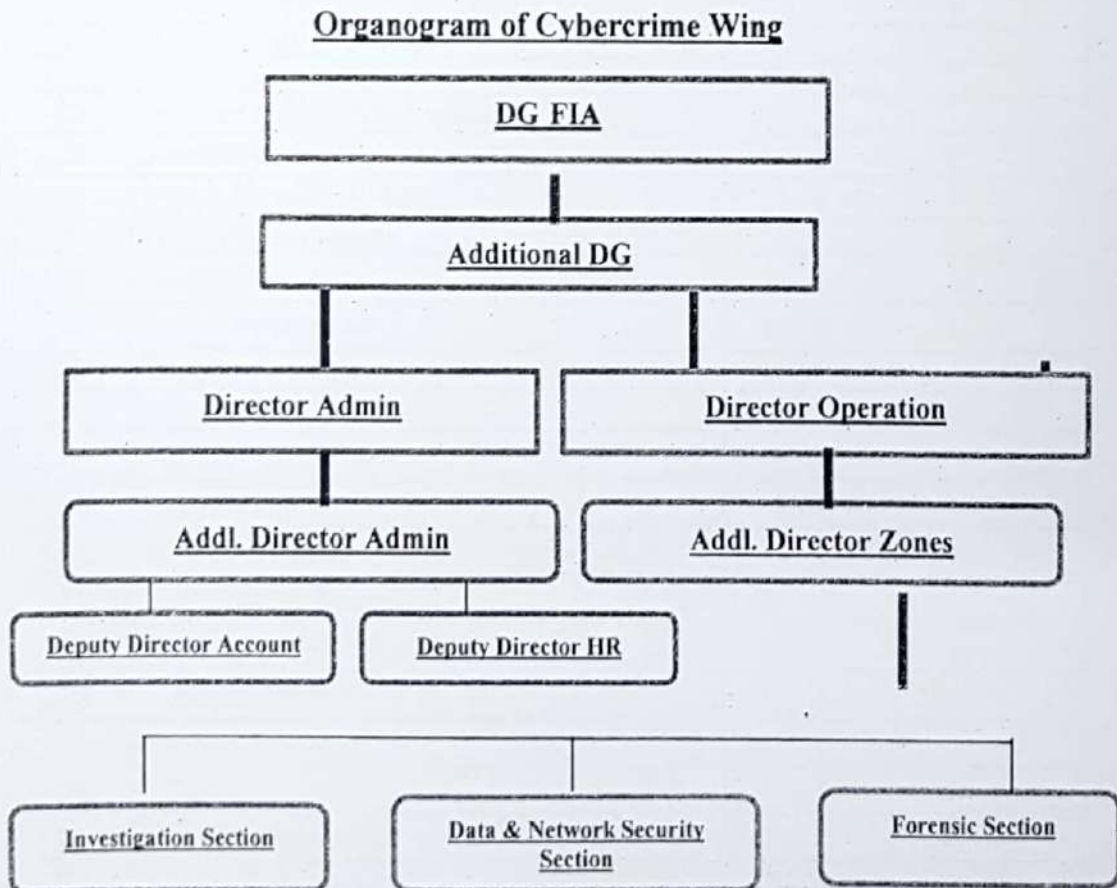 Organogram of Cybercrime Wing
DG FIA
Additional DG
Director Admin
Director Operation
Addl. Director Admin
Addl. Director Zones
Deputy Director Account
Deputy Director HR
Investigation Section
Data & Network Security
Section
Forensic Section